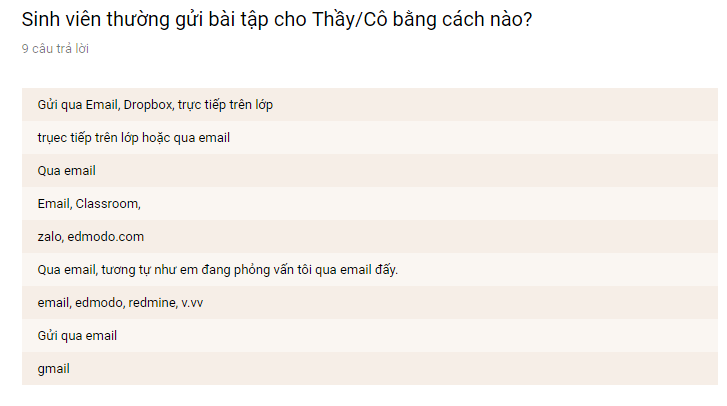 Sinh viên thường gửi bài tập cho Thầy/Cô bằng cách nào?
9 câu trả lời
Gửi qua Email, Dropbox, trực tiếp trên lớp
trụec tiếp trên lớp hoặc qua email
Qua email
Email, Classroom,
zalo, edmodo.com
Qua email, tương tự như em đang phỏng vấn tôi qua email đấy.
email, edmodo, redmine, v.vv
Gửi qua email
gmail